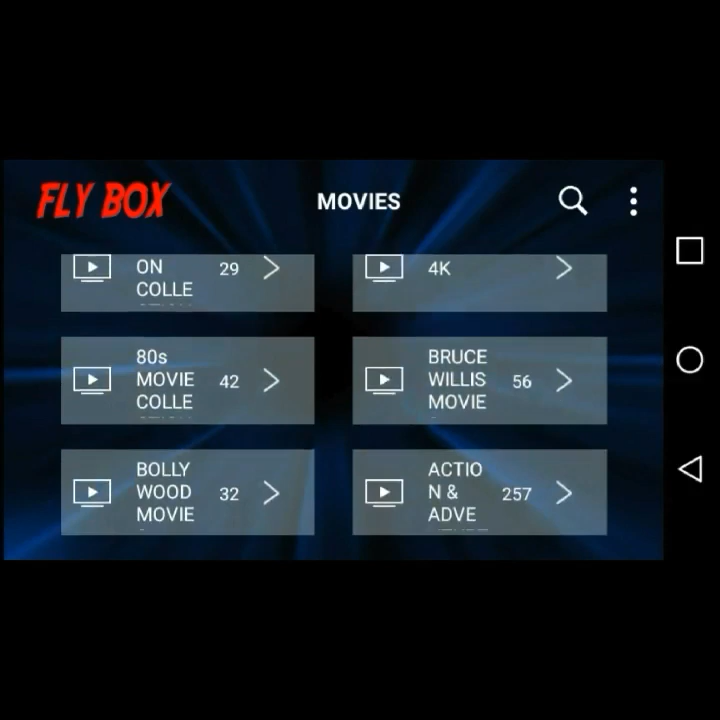 FLY BOX
MOVIES
ON
COLLE
29
4K
80s
MOVIE
COLLE
42
BRUCE
WILLIS
MOVIE
56
BOLLY
WOOD
MOVIE
32
ACTIO
N &
ADVE
257